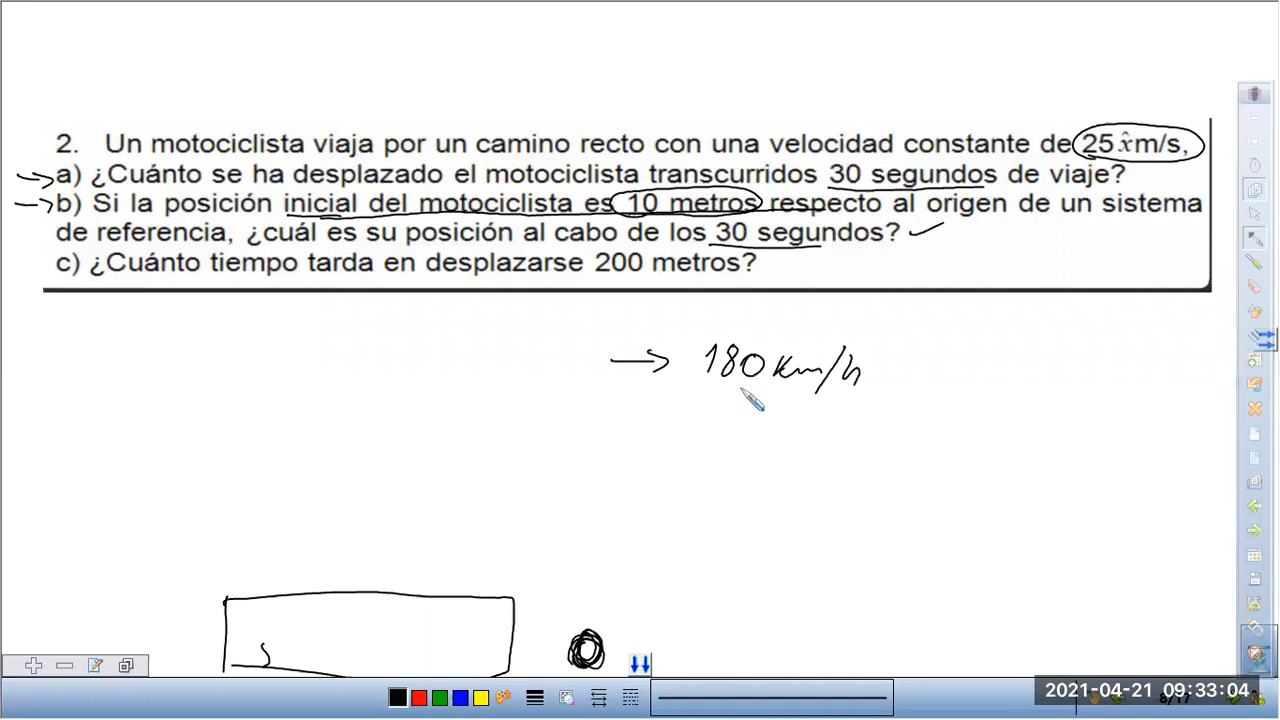 2. Un motociclista viaja por un camino recto con una velocidad constante de 25 x̂m/s,
a) ¿Cuánto se ha desplazado el motociclista transcurridos 30 segundos de viaje?
b) Si la posición inicial del motociclista es 10 metros respecto al origen de un sistema
de referencia, ¿cuál es su posición al cabo de los 30 segundos?
c) ¿Cuánto tiempo tarda en desplazarse 200 metros?
→ 180 Km/h
2021-04-21 09:33:04
8/17